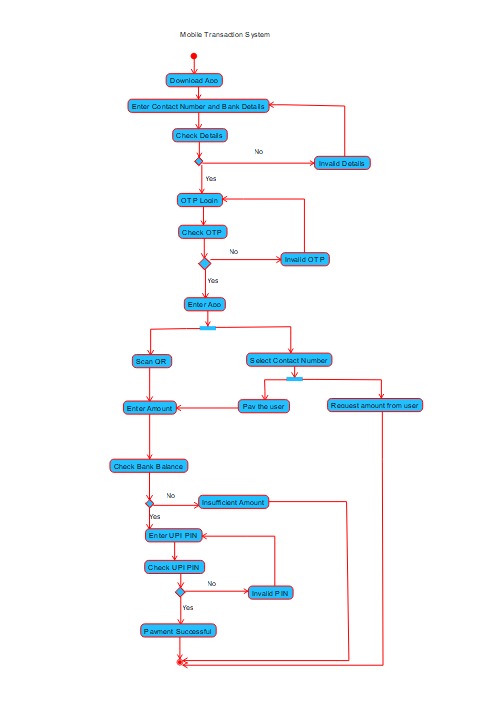 Mobile Transaction System
Download App
Enter Contact Number and Bank Details
Check Details
No
Invalid Details
Yes
OTP Login
Check OTP
No
Invalid OTP
Yes
Enter App
Scan QR
Select Contact Number
Enter Amount
Pay the user
Request amount from user
Check Bank Balance
No
Insufficient Amount
Yes
Enter UPI PIN
Check UPI PIN
No
Invalid PIN
Yes
Payment Successful